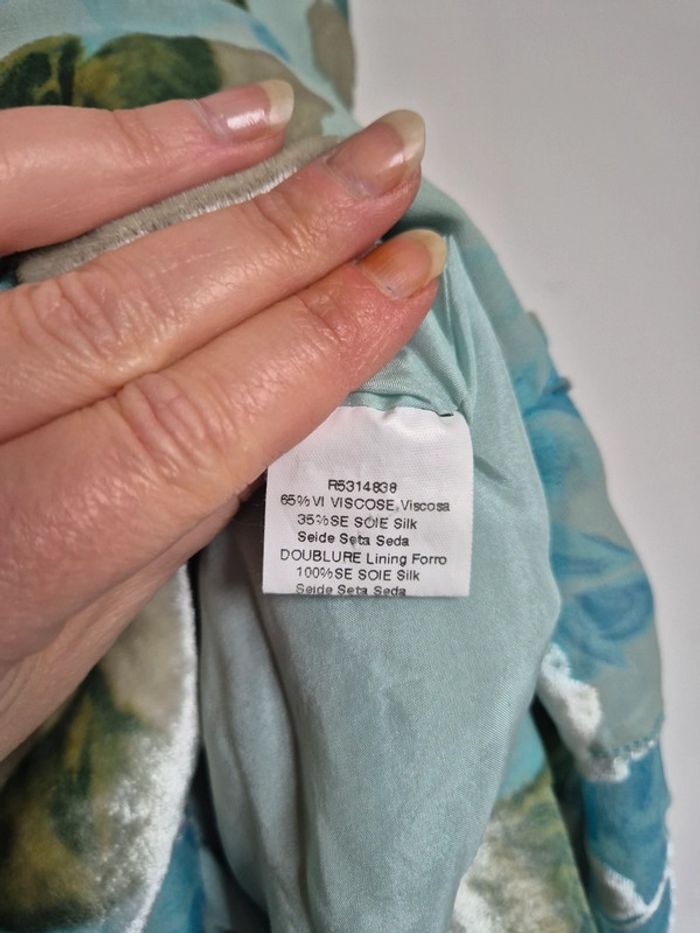 R5314838
65%VI VISCOSE Viscosa
35%SE SOIE Silk
Seide Seta Seda
DOUBLURE Lining Forro
100%SE SOIE Silk
Seide Seta Seda